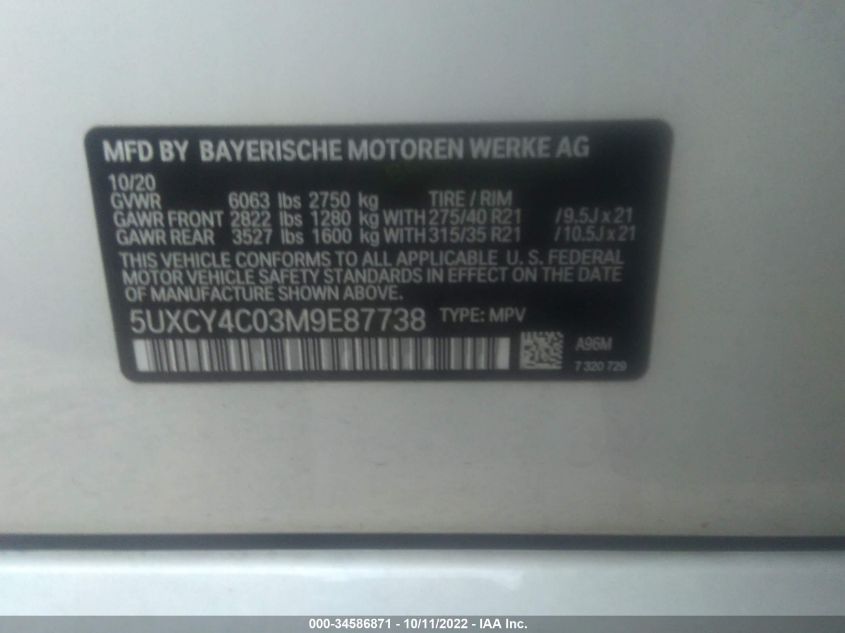 MFD BY BAYERISCHE MOTOREN WERKE AG
10/20
GVWR 6063 lbs 2750 kg TIRE / RIM
GAWR FRONT 2822 lbs 1280 kg WITH 275/40 R21 / 9.5J x 21
GAWR REAR 3527 lbs 1600 kg WITH 315/35 R21 / 10.5J x 21
THIS VEHICLE CONFORMS TO ALL APPLICABLE U. S. FEDERAL
MOTOR VEHICLE SAFETY STANDARDS IN EFFECT ON THE DATE
OF MANUFACTURE SHOWN ABOVE.
5UXCY4C03M9E87738 TYPE: MPV
A96M
7 320 729
000-34586871 - 10/11/2022 - IAA Inc.